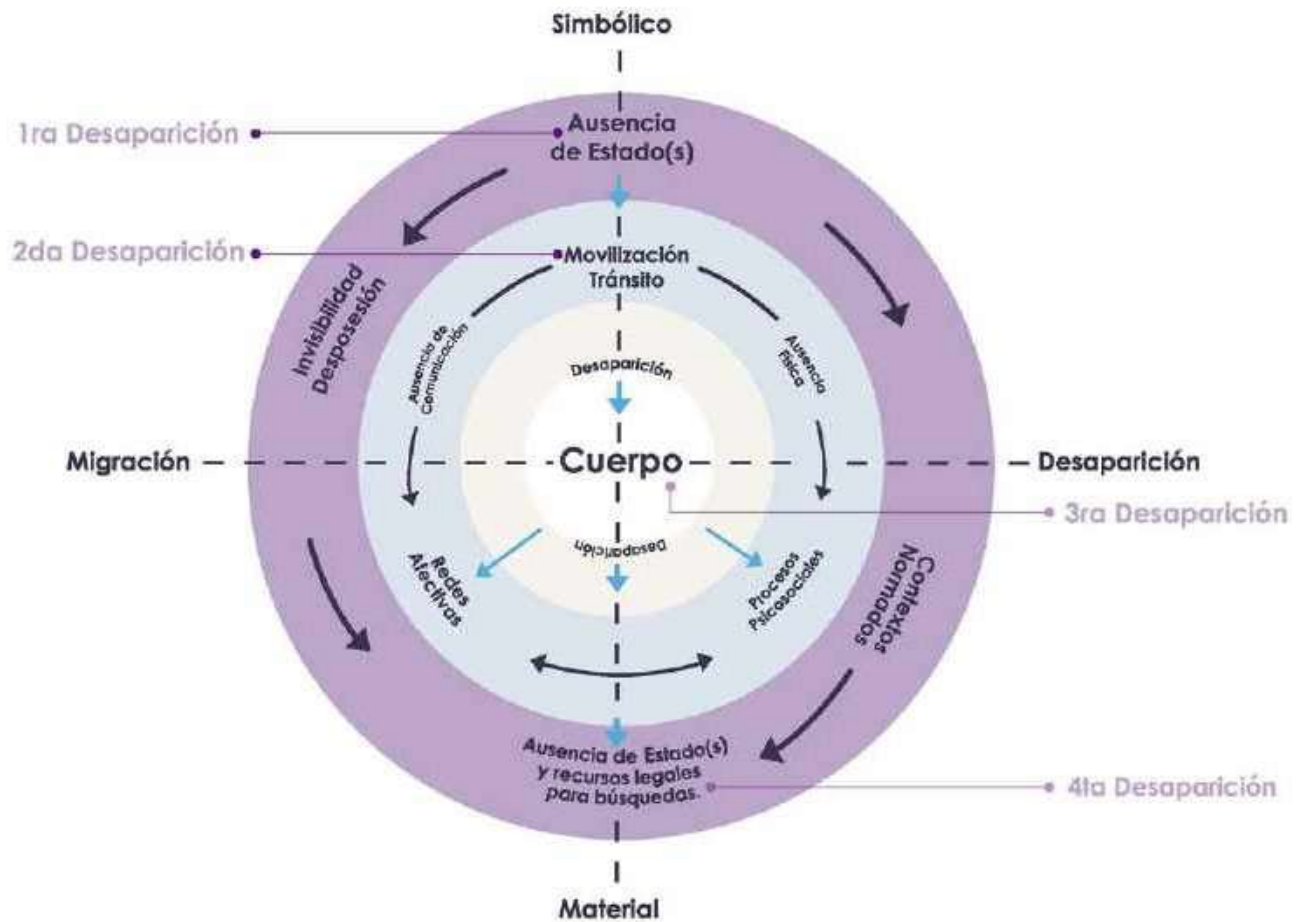 Simbólico
1ra Desaparición
Ausencia
de Estado(s)
2da Desaparición
Movilización
Tránsito
Invisibilidad
Desposesión
Ausencia de
Comunicación
Desaparición
Ausencia
Física
Migración
Cuerpo
Desaparición
3ra Desaparición
Desaparición
Redes
Afectivas
Procesos
Psicosociales
Contextos
Normados
Ausencia de Estado(s)
y recursos legales
para búsquedas.
4ta Desaparición
Material